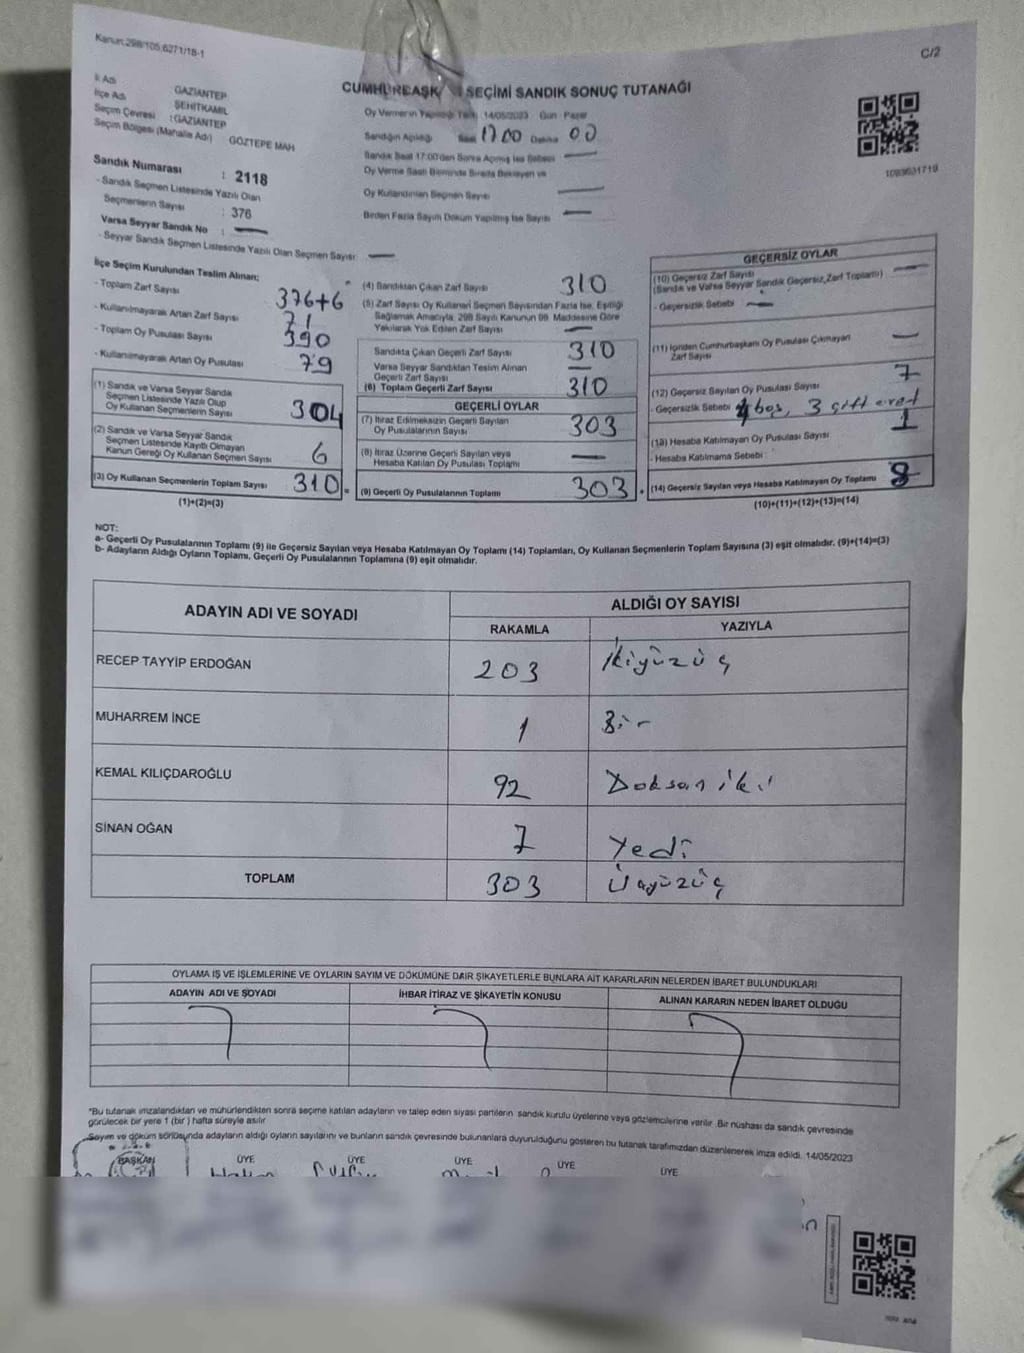 Kanun:298/105,6271/18-1
C/2
CUMHURBAŞK SEÇİMİ SANDIK SONUÇ TUTANAĞI
İl Adı GAZİANTEP
İlçe Adı ŞEHİTKAMİL
Seçim Çevresi :GAZİANTEP
Seçim Bölgesi (Mahalle Adı) GÖZTEPE MAH
Sandık Numarası : 2118
- Sandık Seçmen Listesinde Yazılı Olan
Seçmenlerin Sayısı : 376
Varsa Seyyar Sandık No : —
- Seyyar Sandık Seçmen Listesinde Yazılı Olan Seçmen Sayısı —
Oy Vermenin Yapıldığı Tarih 14/05/2023 Gün Pazar
Sandığın Açıldığı Saat 17.00 Dakika 00
Sandık Saat 17:00'den Sonra Açılmış İse Sebebi —
Oy Verme Saati Bitiminde Sırada Bekleyen ve
Oy Kullandırılan Seçmen Sayısı —
Birden Fazla Sayım Döküm Yapılmış İse Sayısı —
1093631719
İlçe Seçim Kurulundan Teslim Alınan;
- Toplam Zarf Sayısı 376+6
- Kullanılmayarak Artan Zarf Sayısı 71
- Toplam Oy Pusulası Sayısı 390
- Kullanılmayarak Artan Oy Pusulası 79
(1) Sandık ve Varsa Seyyar Sandık
Seçmen Listesinde Yazılı Olup
Oy Kullanan Seçmenlerin Sayısı 304
(2) Sandık ve Varsa Seyyar Sandık
Seçmen Listesinde Kayıtlı Olmayan
Kanun Gereği Oy Kullanan Seçmen Sayısı 6
(3) Oy Kullanan Seçmenlerin Toplam Sayısı 310
(1)+(2)=(3)
(4) Sandıktan Çıkan Zarf Sayısı 310
(5) Zarf Sayısı Oy Kullanan Seçmen Sayısından Fazla İse, Eşitliği
Sağlamak Amacıyla, 298 Sayılı Kanunun 98. Maddesine Göre
Yakılarak Yok Edilen Zarf Sayısı —
Sandıkta Çıkan Geçerli Zarf Sayısı 310
Varsa Seyyar Sandıktan Teslim Alınan
Geçerli Zarf Sayısı —
(6) Toplam Geçerli Zarf Sayısı 310
GEÇERLİ OYLAR
(7) İtiraz Edilmeksizin Geçerli Sayılan
Oy Pusulalarının Sayısı 303
(8) İtiraz Üzerine Geçerli Sayılan veya
Hesaba Katılan Oy Pusulası Toplamı —
(9) Geçerli Oy Pusulalarının Toplamı 303
GEÇERSİZ OYLAR
(10) Geçersiz Zarf Sayısı
(Sandık ve Varsa Seyyar Sandık Geçersiz Zarf Toplamı) —
- Geçersizlik Sebebi —
(11) İçinden Cumhurbaşkanı Oy Pusulası Çıkmayan
Zarf Sayısı —
(12) Geçersiz Sayılan Oy Pusulası Sayısı 7
- Geçersizlik Sebebi 4 boş, 3 çift evet
(13) Hesaba Katılmayan Oy Pusulası Sayısı 1
- Hesaba Katılmama Sebebi :
(14) Geçersiz Sayılan veya Hesaba Katılmayan Oy Toplamı 8
(10)+(11)+(12)+(13)=(14)
NOT:
a- Geçerli Oy Pusulalarının Toplamı (9) ile Geçersiz Sayılan veya Hesaba Katılmayan Oy Toplamı (14) Toplamları, Oy Kullanan Seçmenlerin Toplam Sayısına (3) eşit olmalıdır. (9)+(14)=(3)
b- Adayların Aldığı Oyların Toplamı, Geçerli Oy Pusulalarının Toplamına (9) eşit olmalıdır.
ADAYIN ADI VE SOYADI ALDIĞI OY SAYISI
RAKAMLA YAZIYLA
RECEP TAYYİP ERDOĞAN 203 İkiyüzüç
MUHARREM İNCE 1 Bir
KEMAL KILIÇDAROĞLU 92 Doksan iki
SİNAN OĞAN 7 Yedi
TOPLAM 303 Üçyüzüç
OYLAMA İŞ VE İŞLEMLERİNE VE OYLARIN SAYIM VE DÖKÜMÜNE DAİR ŞİKAYETLERLE BUNLARA AİT KARARLARIN NELERDEN İBARET BULUNDUKLARI
ADAYIN ADI VE SOYADI İHBAR İTİRAZ VE ŞİKAYETİN KONUSU ALINAN KARARIN NEDEN İBARET OLDUĞU
*Bu tutanak imzalandıktan ve mühürlendikten sonra seçime katılan adayların ve talep eden siyasi partilerin sandık kurulu üyelerine veya gözlemcilerine verilir. Bir nüshası da sandık çevresinde
görülecek bir yere 1 (bir) hafta süreyle asılır
Sayım ve döküm sonusunda adayların aldığı oyların sayılarını ve bunların sandık çevresinde bulunanlara duyurulduğunu gösteren bu tutanak tarafımızdan düzenlenerek imza edildi. 14/05/2023
BAŞKAN ÜYE ÜYE ÜYE ÜYE ÜYE